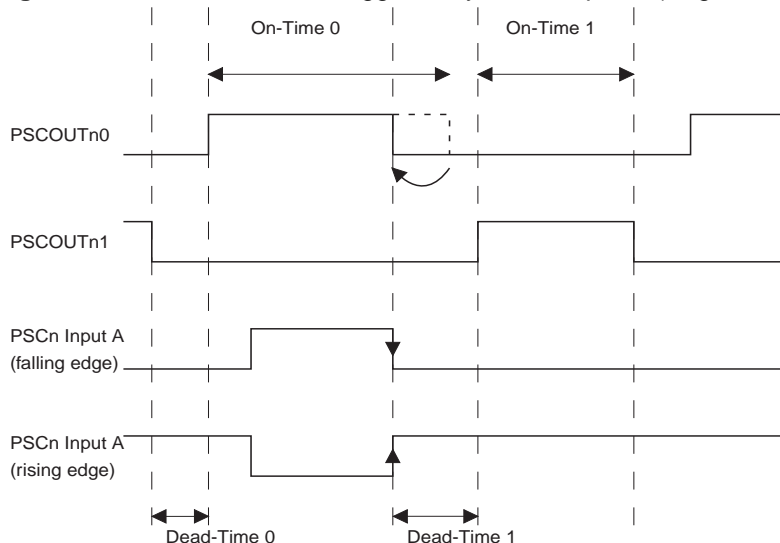 On-Time 0
On-Time 1
PSCOUTn0
PSCOUTn1
PSCn Input A
(falling edge)
PSCn Input A
(rising edge)
Dead-Time 0
Dead-Time 1